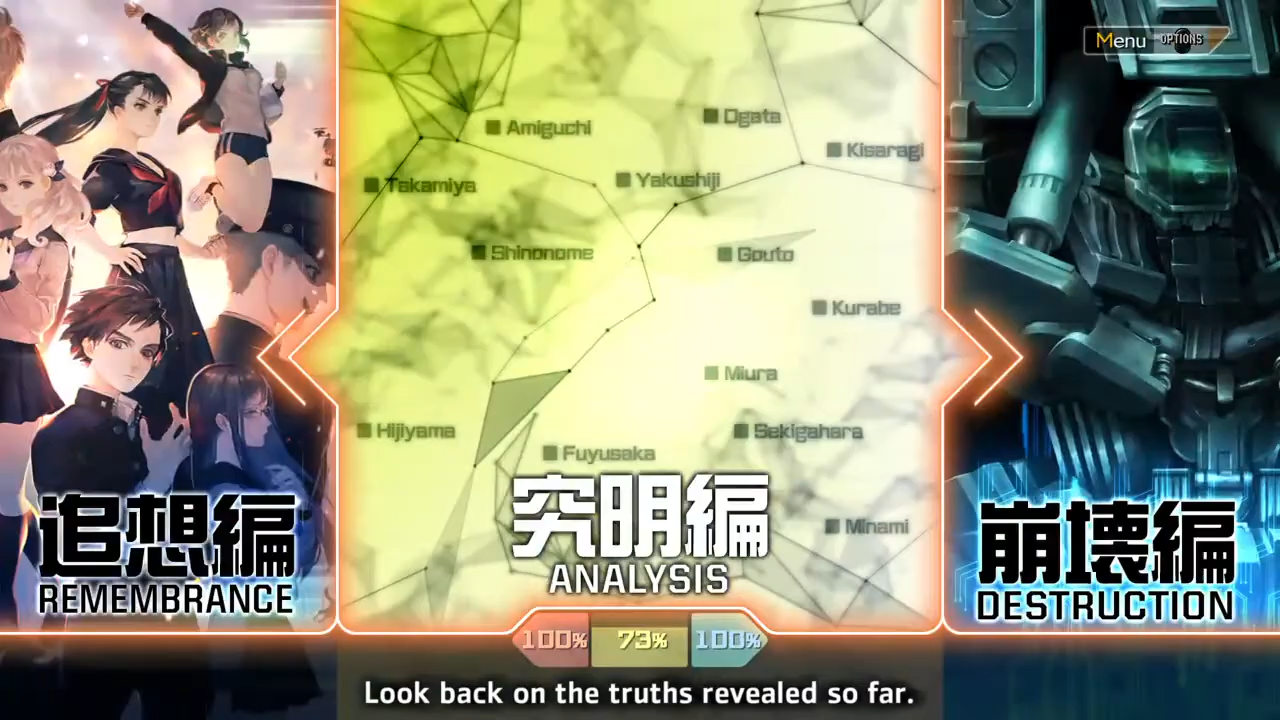 Menu OPTIONS
Amiguchi
Ogata
Kisaragi
Takamiya
Yakushiji
Shinonome
Gouto
Kurabe
Miura
Hijiyama
Sekigahara
Fuyusaka
Minami
追想編
REMEMBRANCE
究明編
ANALYSIS
崩壊編
DESTRUCTION
100% 73% 100%
Look back on the truths revealed so far.